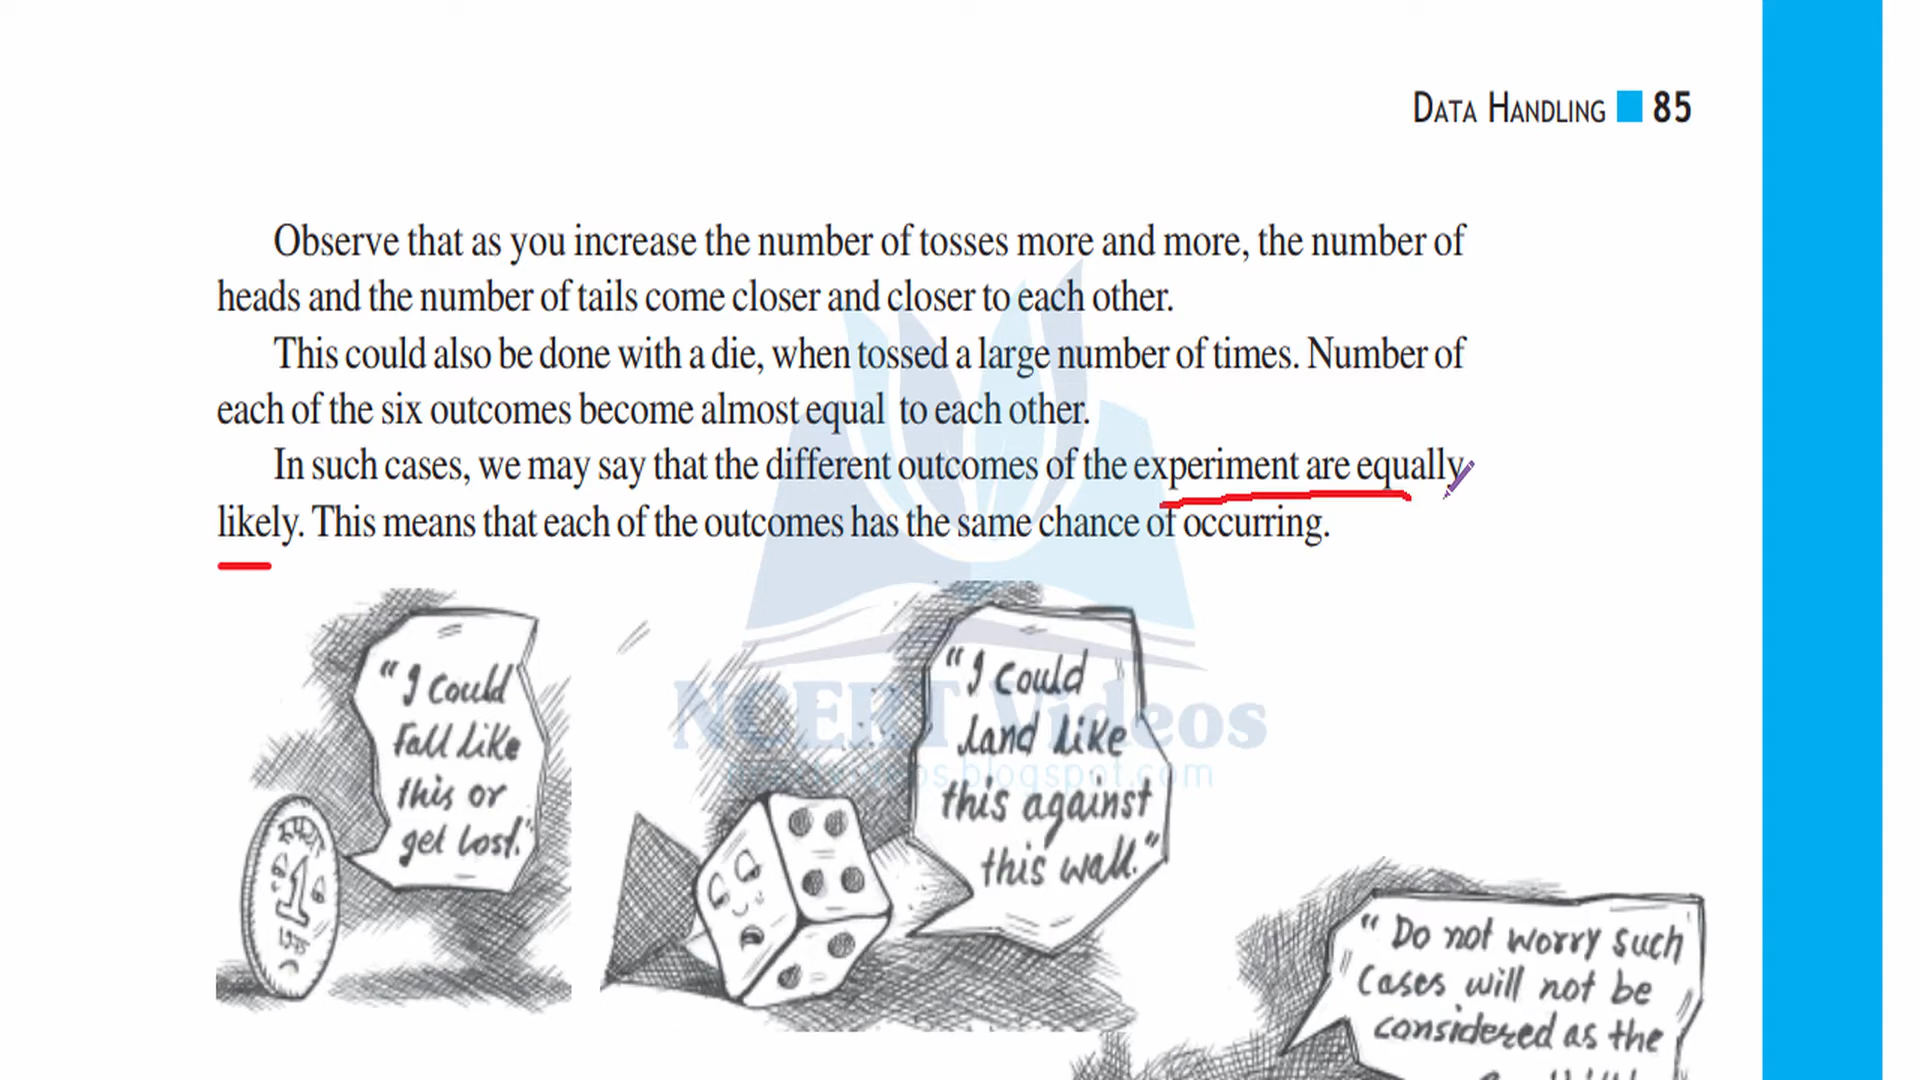 DATA HANDLING 85
Observe that as you increase the number of tosses more and more, the number of
heads and the number of tails come closer and closer to each other.
This could also be done with a die, when tossed a large number of times. Number of
each of the six outcomes become almost equal to each other.
In such cases, we may say that the different outcomes of the experiment are equally
likely. This means that each of the outcomes has the same chance of occurring.
"I could
fall like
this or
get lost."
1
"I could
land like
this against
this wall."
NCERT Videos
"Do not worry such
cases will not be
considered as the